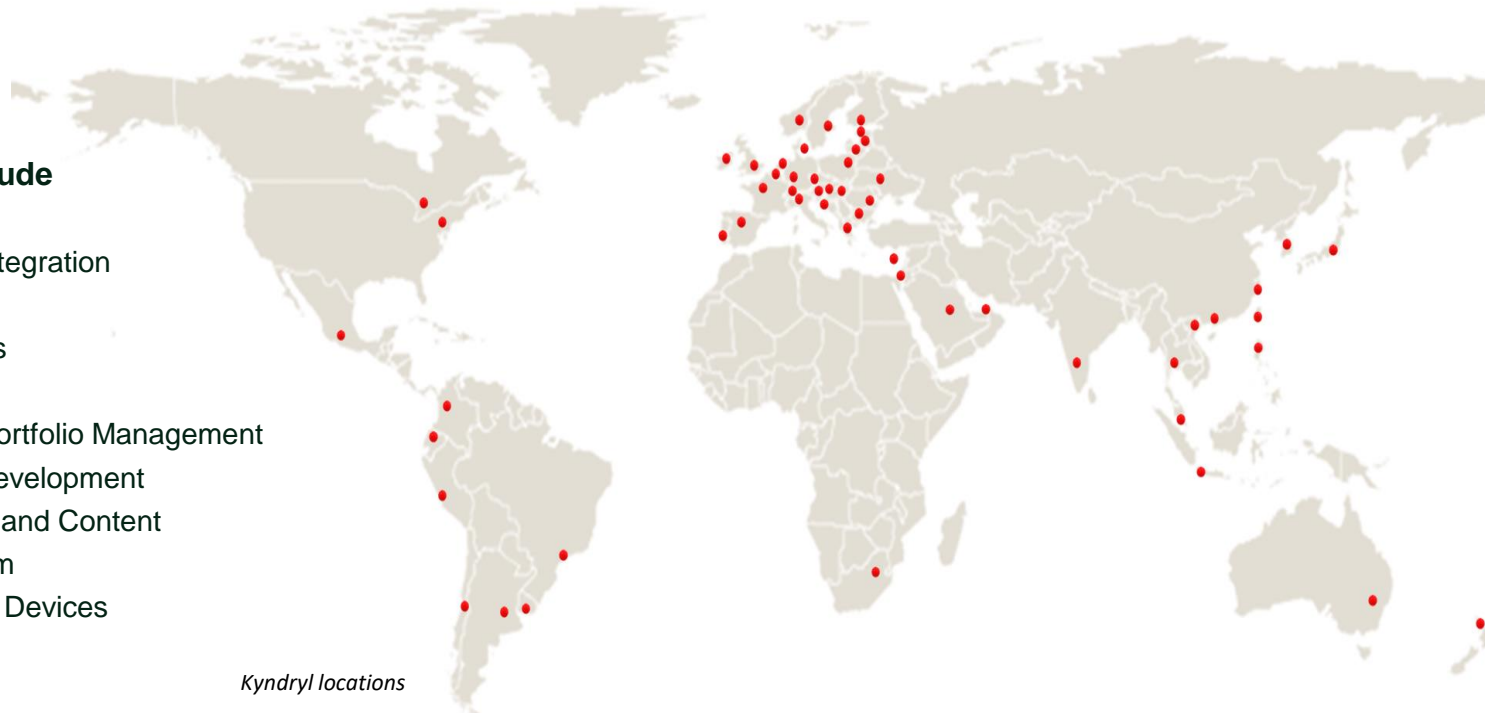 ude
tegration
s
ortfolio Management
evelopment
and Content
m
Devices
Kyndryl locations